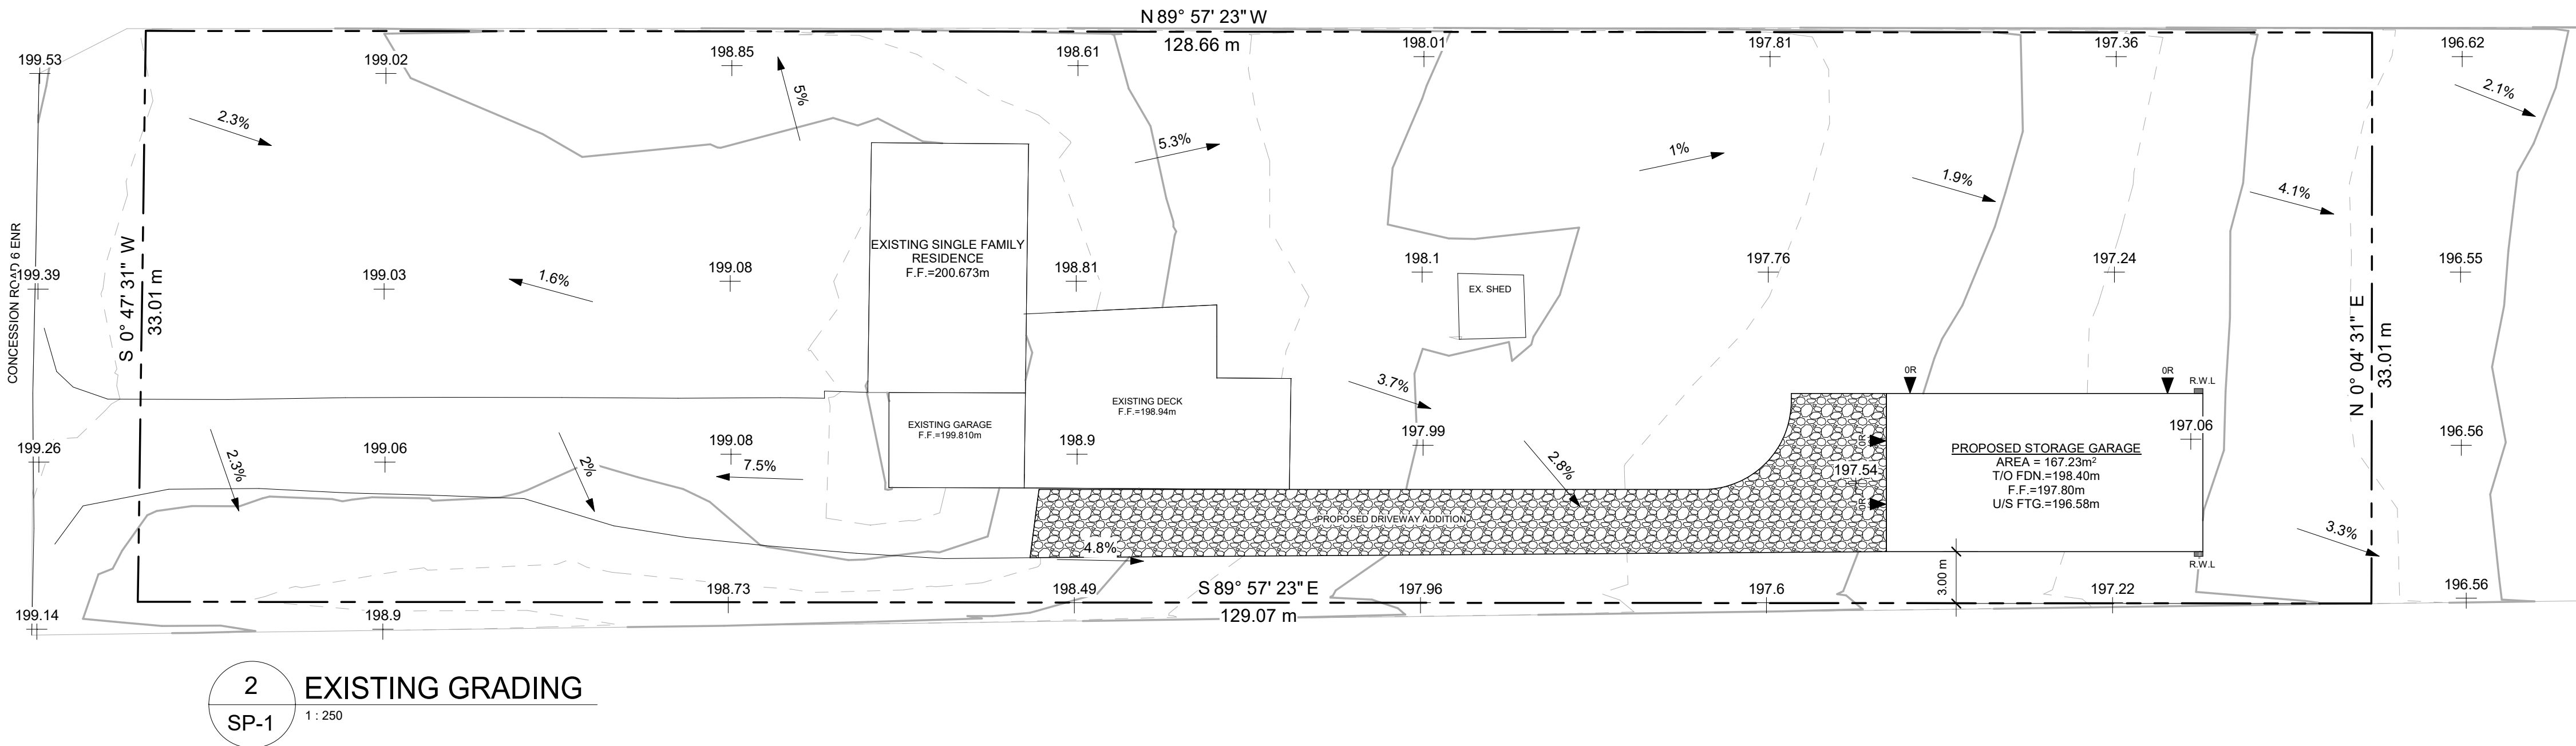 N 89° 57' 23" W
128.66 m
199.53
199.02
198.85
198.61
198.01
197.81
197.36
196.62
2.3%
5%
5.3%
1%
1.9%
4.1%
2.1%
CONCESSION ROAD 6 ENR
S 0° 47' 31" W
33.01 m
199.39
199.03
199.08
198.81
198.1
197.76
197.24
196.55
1.6%
EXISTING SINGLE FAMILY
RESIDENCE
F.F.=200.673m
EX. SHED
N 0° 04' 31" E
33.01 m
3.7%
0R
0R
R.W.L
EXISTING DECK
F.F.=198.94m
EXISTING GARAGE
F.F.=199.810m
199.26
199.06
199.08
198.9
197.99
197.06
196.56
2.3%
2%
7.5%
2.8%
0R
197.54
0R
PROPOSED STORAGE GARAGE
AREA = 167.23m²
T/O FDN.=198.40m
F.F.=197.80m
U/S FTG.=196.58m
PROPOSED DRIVEWAY ADDITION
4.8%
3.3%
R.W.L
3.00 m
199.14
198.9
198.73
198.49
S 89° 57' 23" E
129.07 m
197.96
197.6
197.22
196.56
2
SP-1
EXISTING GRADING
1 : 250